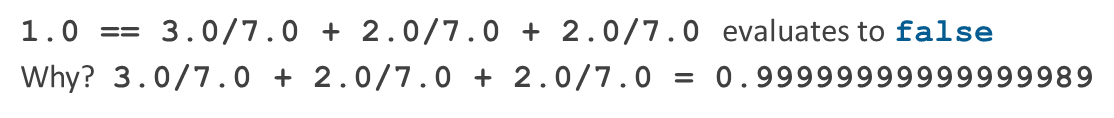 1.0 == 3.0/7.0 + 2.0/7.0 + 2.0/7.0 evaluates to false
Why? 3.0/7.0 + 2.0/7.0 + 2.0/7.0 = 0.99999999999999989